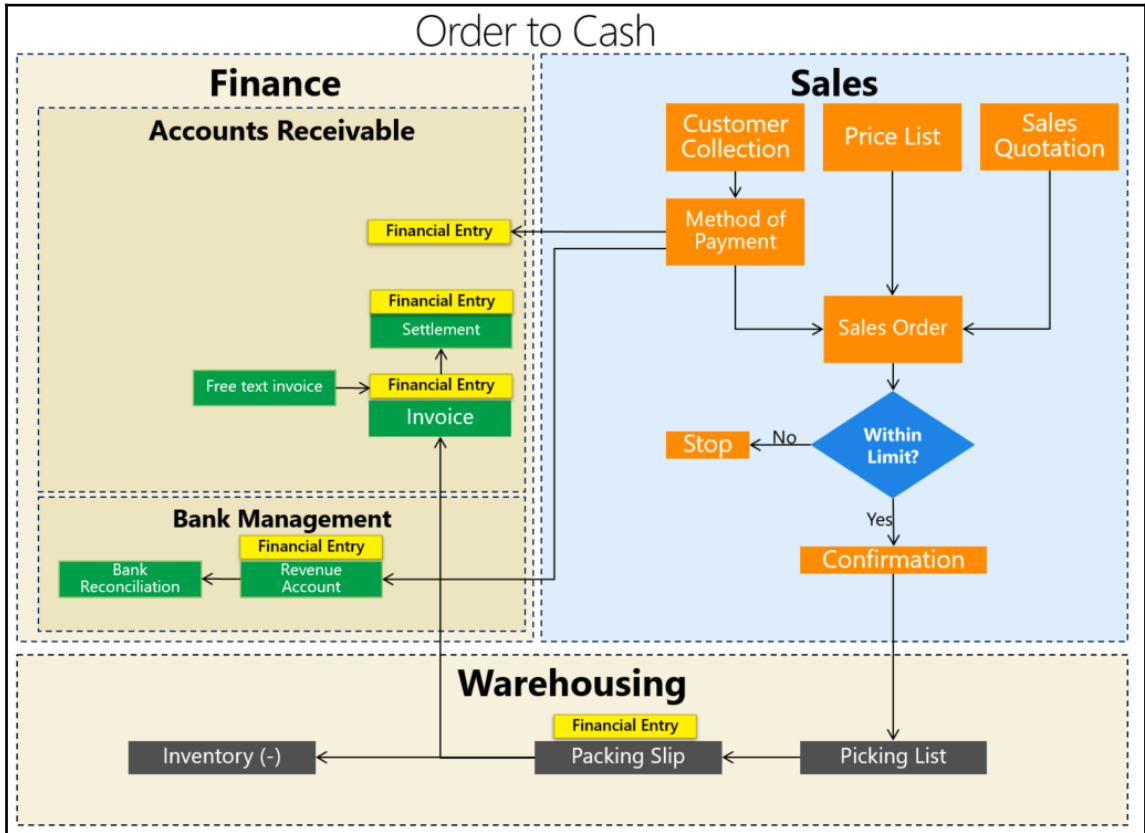 Order to Cash
Finance
Accounts Receivable
Financial Entry
Financial Entry
Settlement
Free text invoice
Financial Entry
Invoice
Bank Management
Financial Entry
Bank
Reconciliation
Revenue
Account
Sales
Customer
Collection
Price List
Sales
Quotation
Method of
Payment
Sales Order
Within
Limit?
No
Stop
Yes
Confirmation
Warehousing
Financial Entry
Inventory (-)
Packing Slip
Picking List